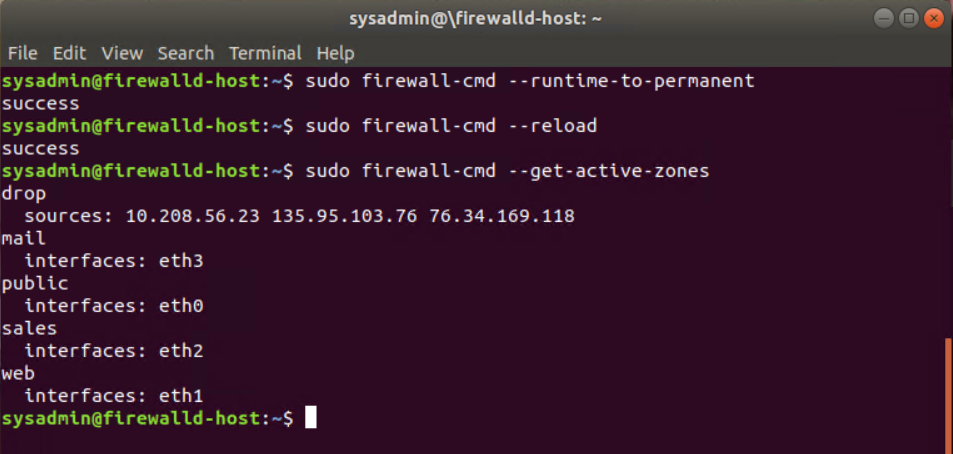 sysadmin@\firewalld-host: ~
File Edit View Search Terminal Help
sysadmin@firewalld-host:~$ sudo firewall-cmd --runtime-to-permanent
success
sysadmin@firewalld-host:~$ sudo firewall-cmd --reload
success
sysadmin@firewalld-host:~$ sudo firewall-cmd --get-active-zones
drop
  sources: 10.208.56.23 135.95.103.76 76.34.169.118
mail
  interfaces: eth3
public
  interfaces: eth0
sales
  interfaces: eth2
web
  interfaces: eth1
sysadmin@firewalld-host:~$